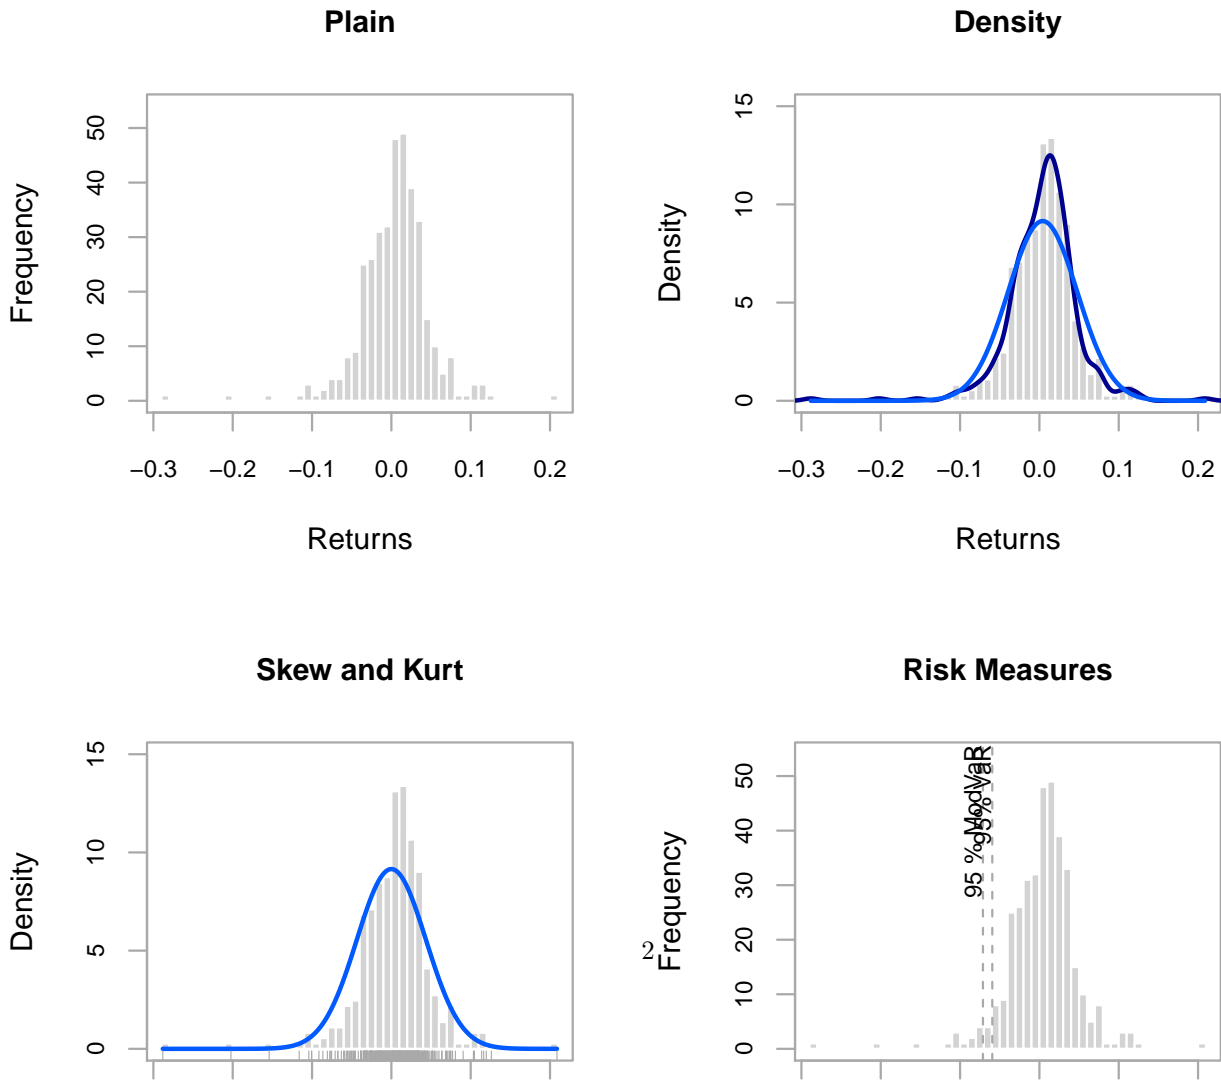 Plain
Frequency
50
40
30
20
10
0
−0.3 −0.2 −0.1 0.0 0.1 0.2
Returns
Density
Density
15
10
5
0
−0.3 −0.2 −0.1 0.0 0.1 0.2
Returns
Skew and Kurt
Density
15
10
5
0
Risk Measures
Frequency
50
40
30
20
10
0
95 % ModVaR
95% VaR
2